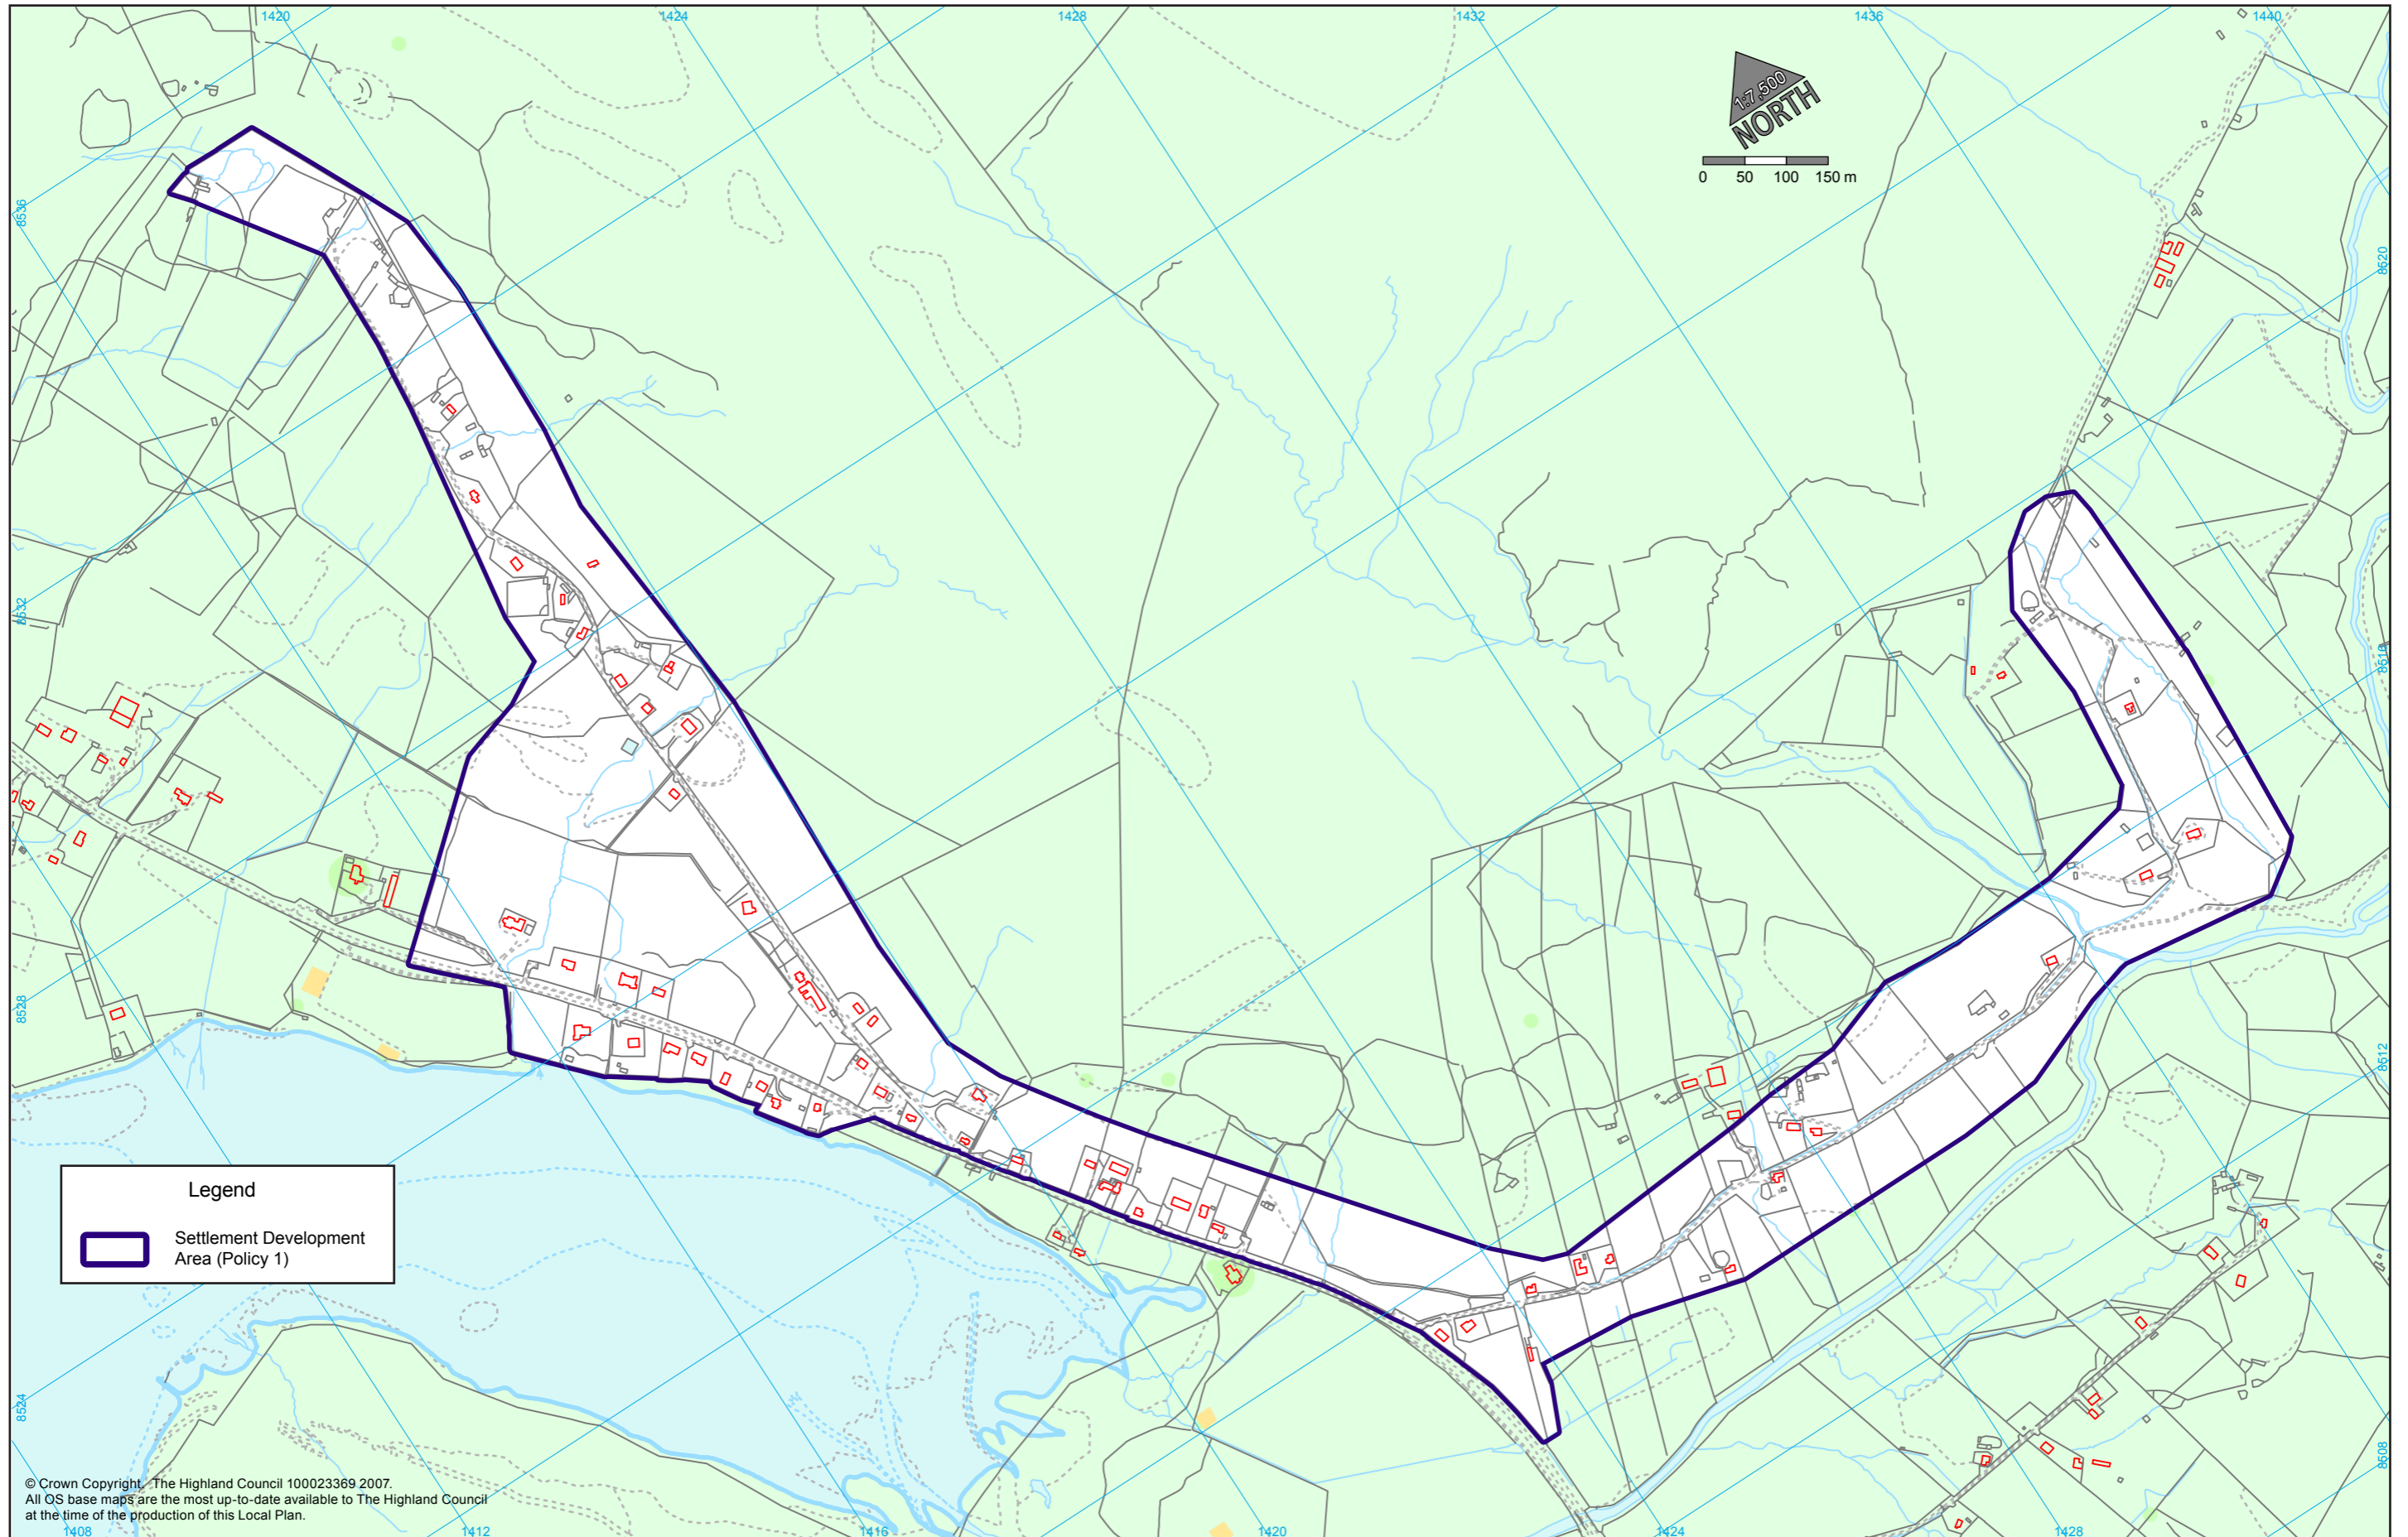 1420
1424
1428
1432
1436
1440
1:7,500
NORTH
0 50 100 150 m
8536
8532
8528
8524
8520
8516
8512
8508
Legend
Settlement Development
Area (Policy 1)
© Crown Copyright. The Highland Council 100023369 2007.
All OS base maps are the most up-to-date available to The Highland Council
at the time of the production of this Local Plan.
1408
1412
1416
1420
1424
1428